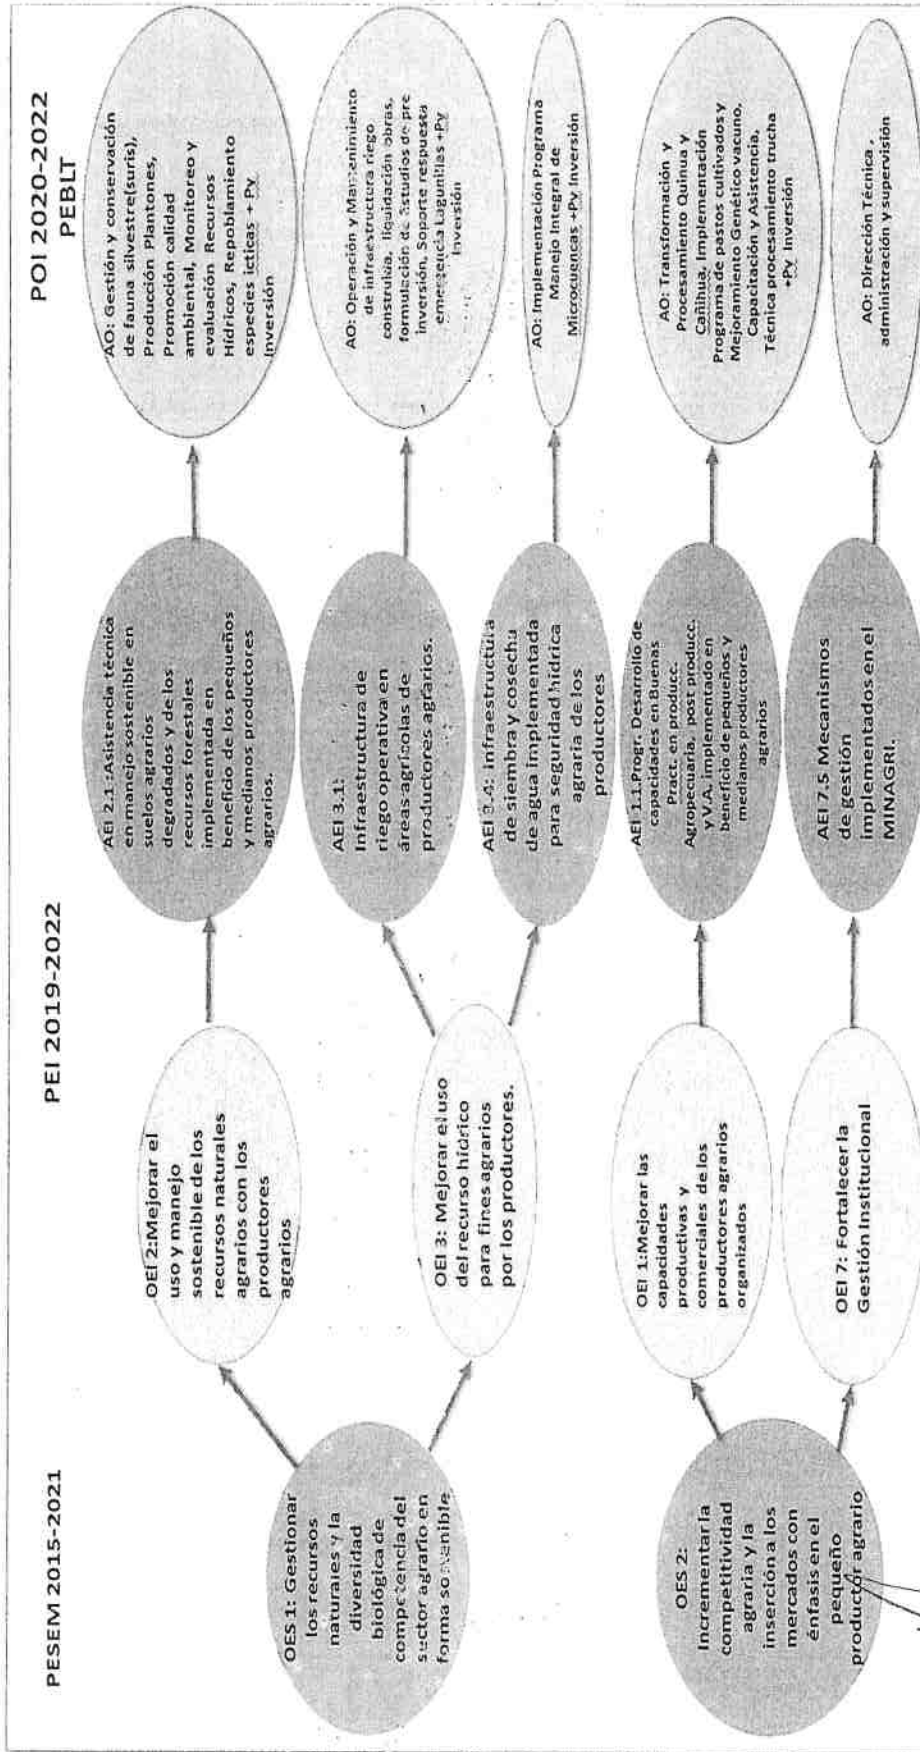 PESEM 2015-2021
PEI 2019-2022
POI 2020-2022
PEBLT
OES 1: Gestionar
los recursos
naturales y la
diversidad
biológica de
competencia del
sector agrario en
forma sostenible
OEI 2:Mejorar el
uso y manejo
sostenible de los
recursos naturales
agrarios con los
productores
agrarios
AEI 2.1:Asistencia técnica
en manejo sostenible en
suelos agrarios
degradados y de los
recursos forestales
implementada en
beneficio de los pequeños
y medianos productores
agrarios.
AO: Gestión y conservación
de fauna silvestre(suris),
Producción Plantones,
Promoción calidad
ambiental, Monitoreo y
evaluación Recursos
Hídricos, Repoblamiento
especies icticas + Py
Inversión
OEI 3: Mejorar el uso
del recurso hídrico
para fines agrarios
por los productores.
AEI 3.1:
Infraestructura de
riego operativa en
áreas agrícolas de
productores agrarios.
AO: Operación y Mantenimiento
de infraestructura riego
construida, liquidación obras,
formulación de Estudios de pre
inversión, Soporte respuesta
emergencia Lagunillas +Py
Inversión
AEI 3.4: Infraestructura
de siembra y cosecha
de agua implementada
para seguridad hídrica
agraria de los
productores
AO: Implementación Programa
Manejo Integral de
Microcuencas +Py Inversión
OES 2:
Incrementar la
competitividad
agraria y la
inserción a los
mercados con
énfasis en el
pequeño
productor agrario
OEI 1:Mejorar las
capacidades
productivas y
comerciales de los
productores agrarios
organizados
AEI 1.1.Progr. Desarrollo de
capacidades en Buenas
Pract. en producc.
Agropecuaria, post producc.
y V.A. implementado en
beneficio de pequeños y
medianos productores
agrarios
AO: Transformación y
Procesamiento Quinua y
Cañihua, Implementación
Programa de pastos cultivados y
Mejoramiento Genético vacuno.
Capacitación y Asistencia,
Técnica procesamiento trucha
+Py Inversión
OEI 7: Fortalecer la
Gestión Institucional
AEI 7.5 Mecanismos
de gestión
implementados en el
MINAGRI.
AO: Dirección Técnica ,
administración y supervisión